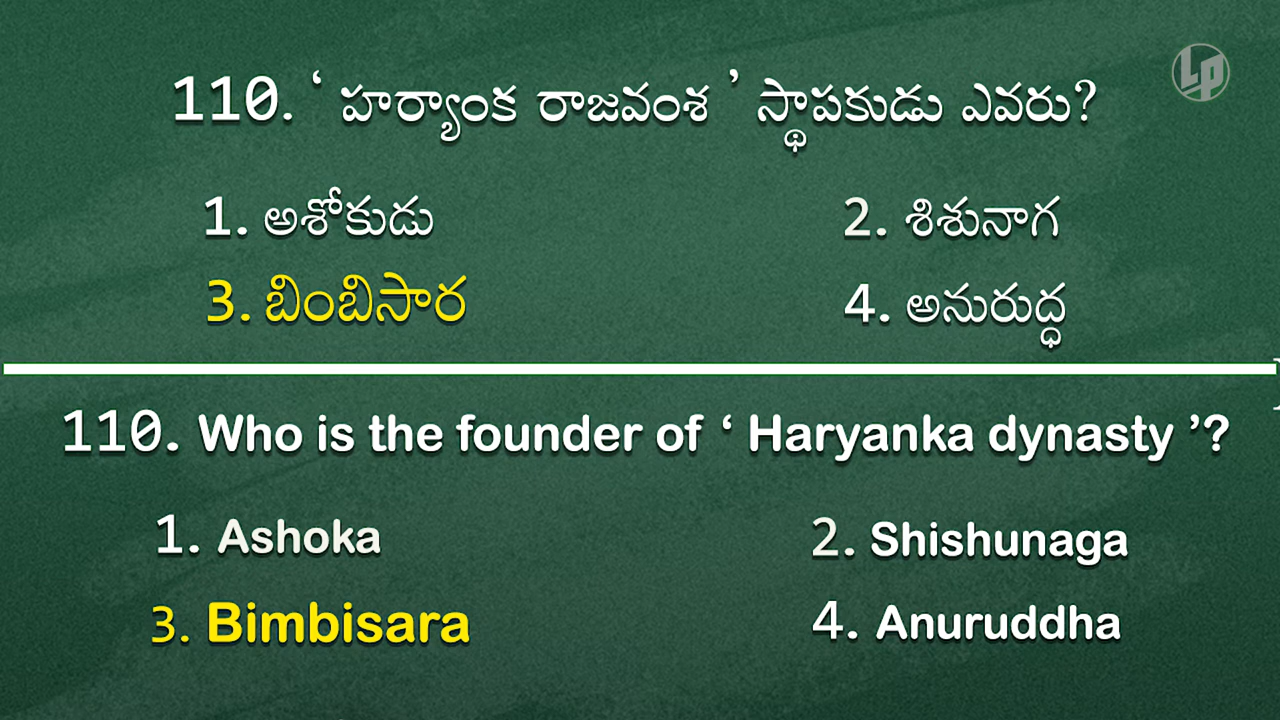 110. ‘ హర్యాంక రాజవంశ ’ స్థాపకుడు ఎవరు?
1. అశోకుడు 2. శిశునాగ
3. బింబిసార 4. అనురుద్ధ
110. Who is the founder of ‘ Haryanka dynasty ’?
1. Ashoka 2. Shishunaga
3. Bimbisara 4. Anuruddha
LP